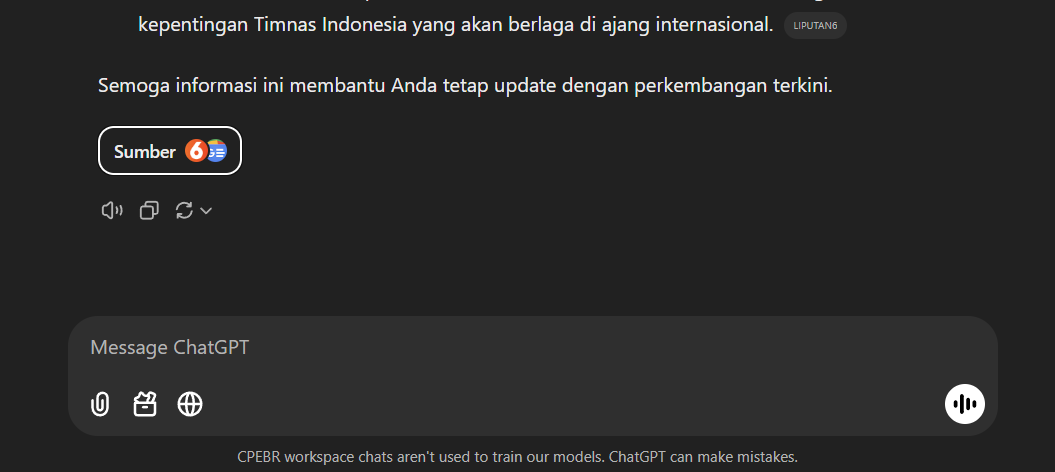 kepentingan Timnas Indonesia yang akan berlaga di ajang internasional. LIPUTAN6
Semoga informasi ini membantu Anda tetap update dengan perkembangan terkini.
Sumber 6
Message ChatGPT
CPEBR workspace chats aren't used to train our models. ChatGPT can make mistakes.